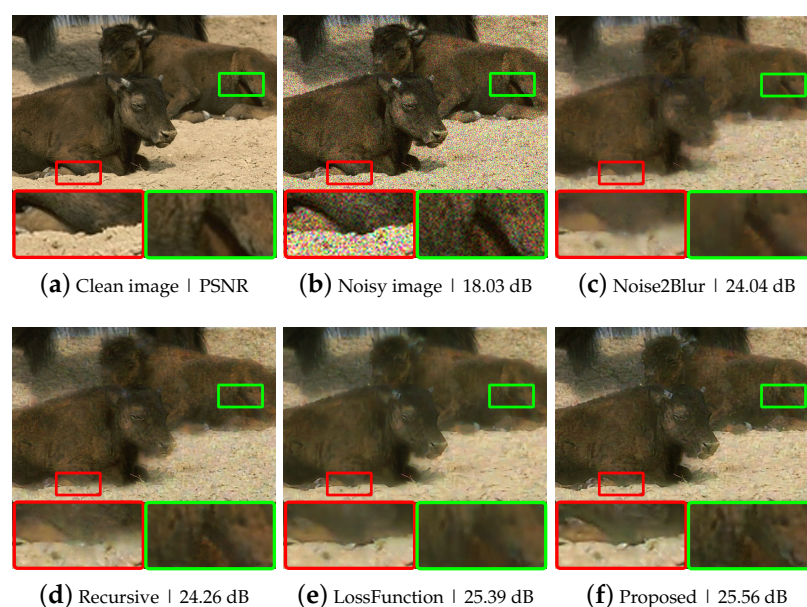 (a) Clean image | PSNR
(b) Noisy image | 18.03 dB
(c) Noise2Blur | 24.04 dB
(d) Recursive | 24.26 dB
(e) LossFunction | 25.39 dB
(f) Proposed | 25.56 dB